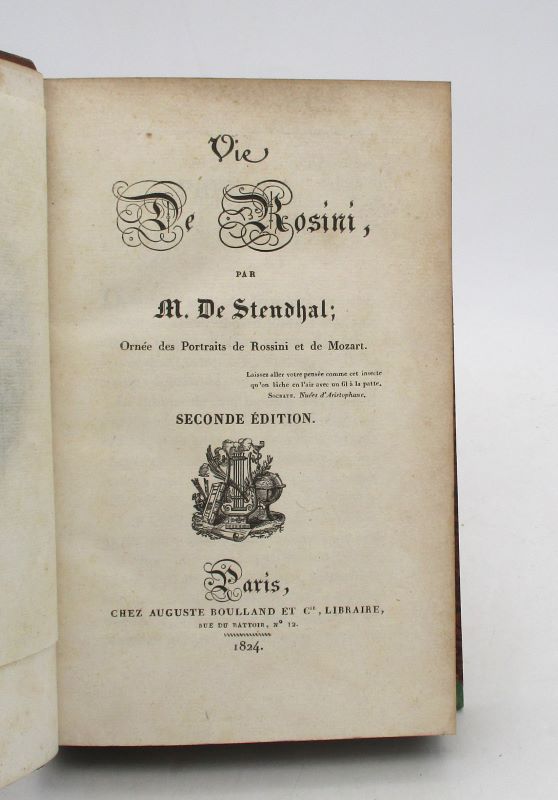 Vie
De Rosini,
PAR
M. De Stendhal;
Ornée des Portraits de Rossini et de Mozart.
Laissez aller votre pensée comme cet insecte
qu'on lâche en l'air avec un fil à la patte.
SOCRATE. Nuées d'Aristophane.
SECONDE ÉDITION.
Paris,
CHEZ AUGUSTE BOULLAND ET Cie, LIBRAIRE,
RUE DU BATTOIR, N° 12.
1824.